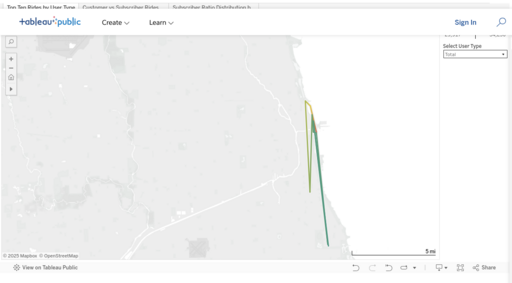 Top Ten Rides by User Type   Customer vs Subscriber Rides   Subscriber Ratio Distribution b
+ableau public   Create   Learn   Sign In
Select User Type
Total
© 2025 Mapbox © OpenStreetMap   5 mi
View on Tableau Public   Share